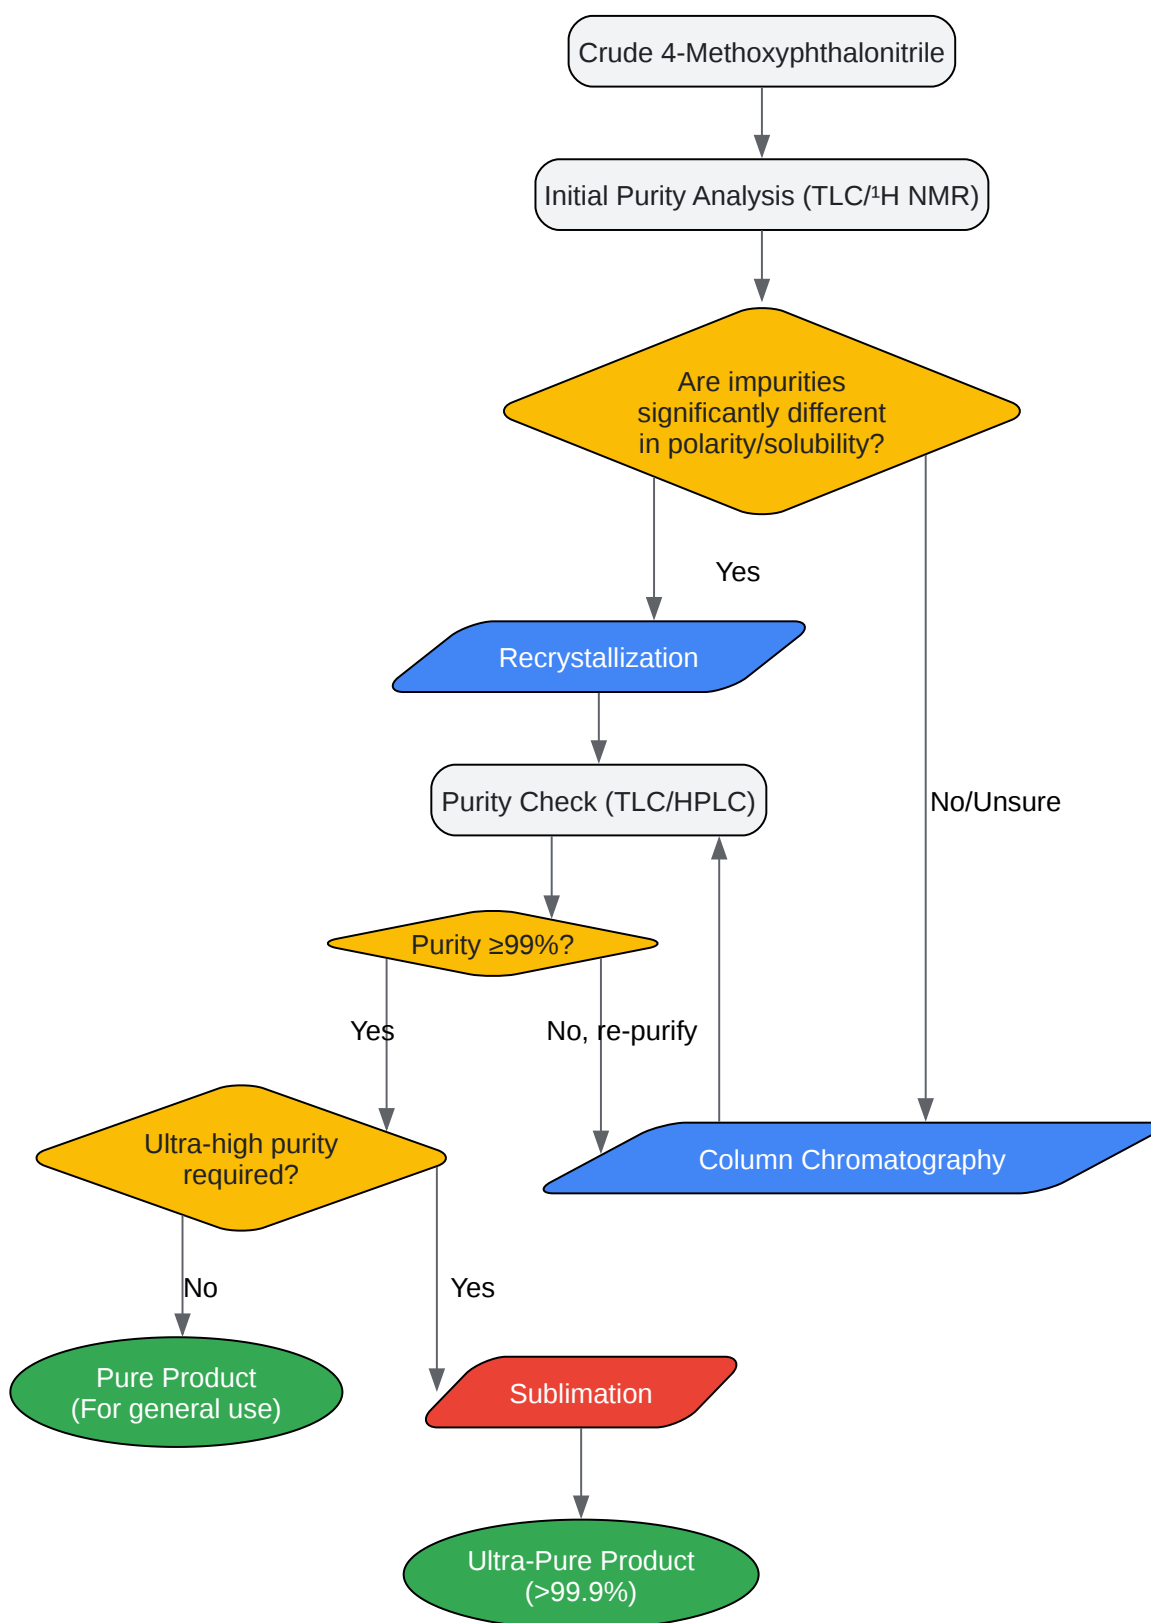 Crude 4-Methoxyphthalonitrile
Initial Purity Analysis (TLC/¹H NMR)
Are impurities
significantly different
in polarity/solubility?
Yes
Recrystallization
Purity Check (TLC/HPLC)
No/Unsure
Purity ≥99%?
Yes
No, re-purify
Ultra-high purity
required?
Column Chromatography
No
Yes
Pure Product
(For general use)
Sublimation
Ultra-Pure Product
(>99.9%)